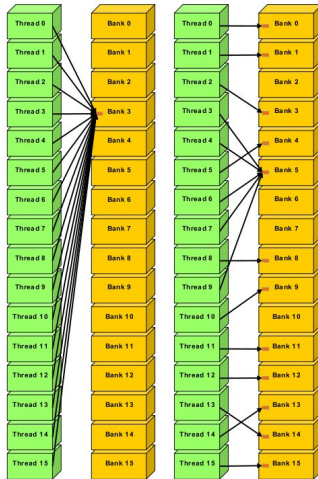 Thread 0 Bank 0 Thread 0 Bank 0
Thread 1 Bank 1 Thread 1 Bank 1
Thread 2 Bank 2 Thread 2 Bank 2
Thread 3 Bank 3 Thread 3 Bank 3
Thread 4 Bank 4 Thread 4 Bank 4
Thread 5 Bank 5 Thread 5 Bank 5
Thread 6 Bank 6 Thread 6 Bank 6
Thread 7 Bank 7 Thread 7 Bank 7
Thread 8 Bank 8 Thread 8 Bank 8
Thread 9 Bank 9 Thread 9 Bank 9
Thread 10 Bank 10 Thread 10 Bank 10
Thread 11 Bank 11 Thread 11 Bank 11
Thread 12 Bank 12 Thread 12 Bank 12
Thread 13 Bank 13 Thread 13 Bank 13
Thread 14 Bank 14 Thread 14 Bank 14
Thread 15 Bank 15 Thread 15 Bank 15